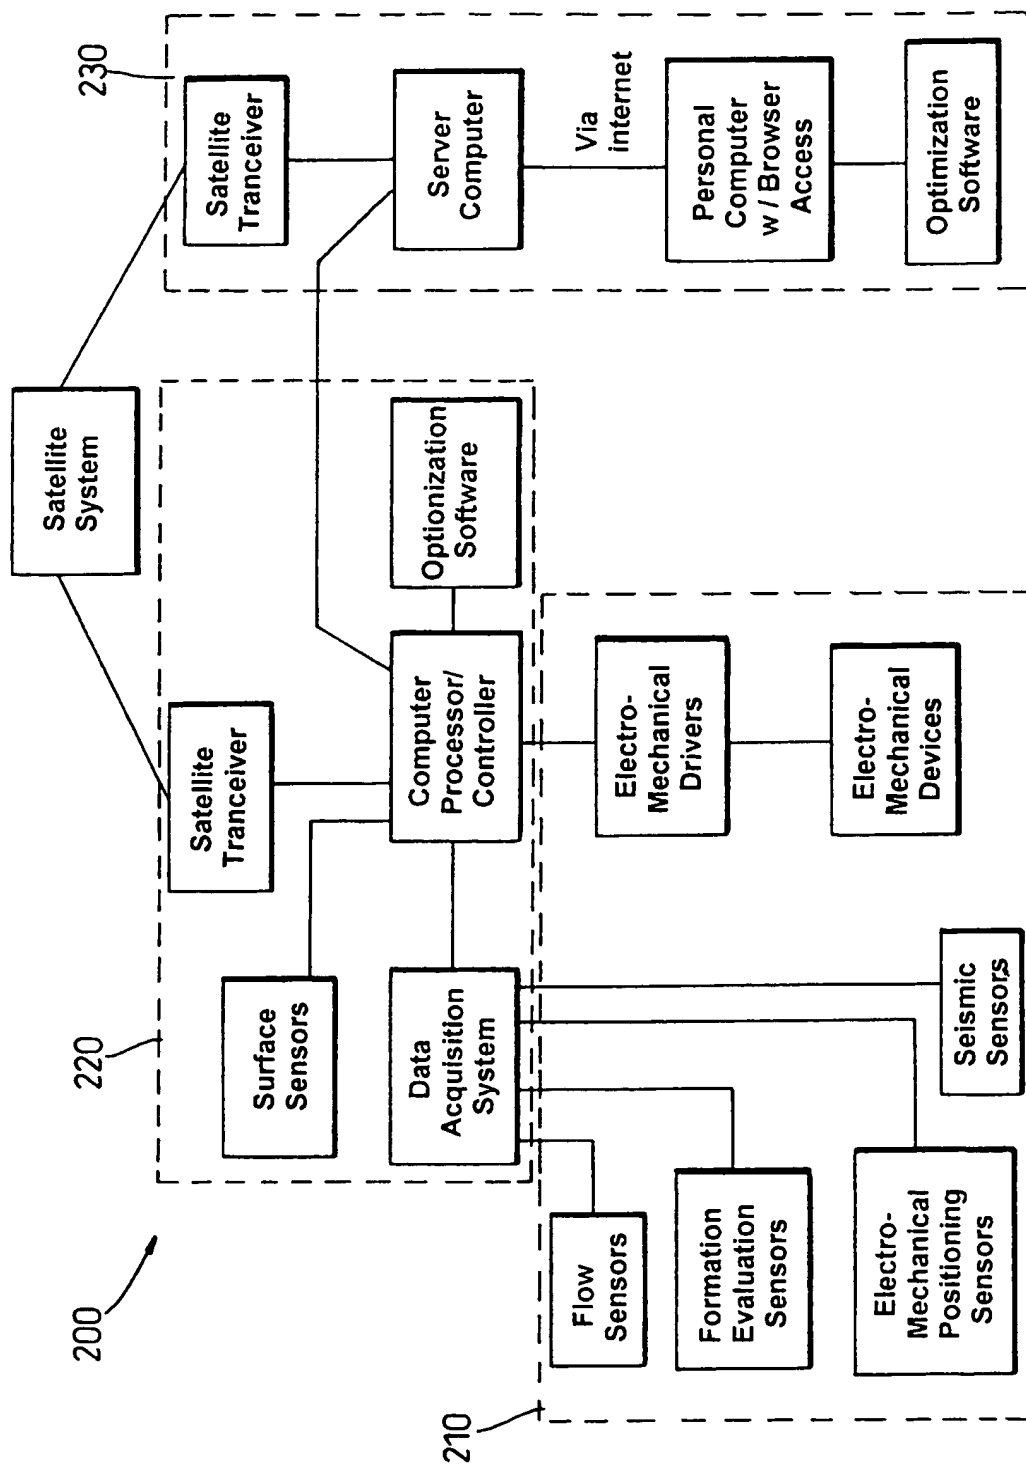 200
Satellite
System
220
230
Surface
Sensors
Satellite
Tranceiver
Satellite
Tranceiver
Data
Acquisition
System
Computer
Processor/
Controller
Optionization
Software
Server
Computer
Via
internet
210
Flow
Sensors
Formation
Evaluation
Sensors
Electro-
Mechanical
Positioning
Sensors
Seismic
Sensors
Electro-
Mechanical
Drivers
Electro-
Mechanical
Devices
Personal
Computer
w / Browser
Access
Optimization
Software